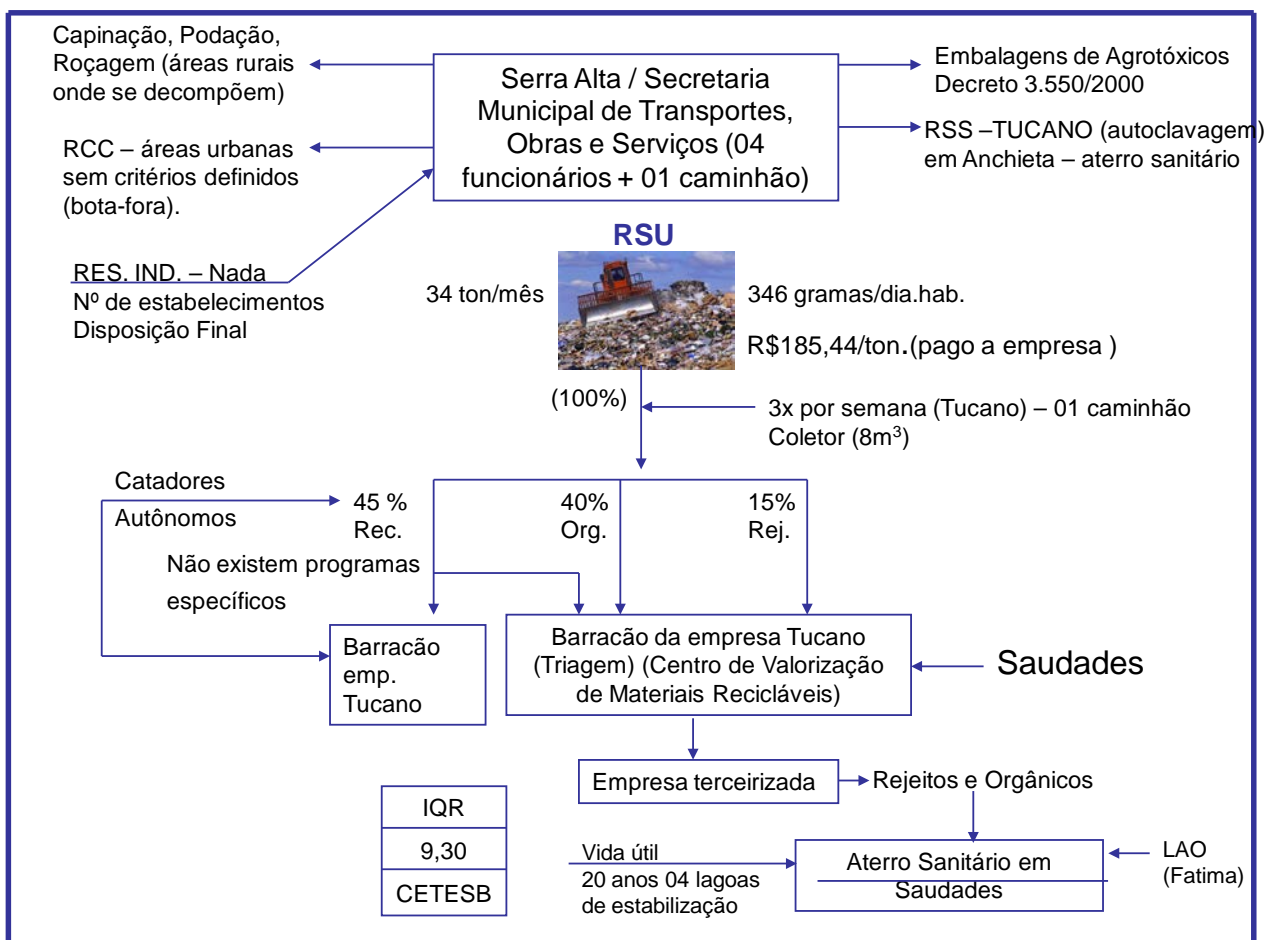 Capinação, Podação,
Roçagem (áreas rurais
onde se decompõem)
RCC – áreas urbanas
sem critérios definidos
(bota-fora).
RES. IND. – Nada
Nº de estabelecimentos
Disposição Final
Serra Alta / Secretaria
Municipal de Transportes,
Obras e Serviços (04
funcionários + 01 caminhão)
Embalagens de Agrotóxicos
Decreto 3.550/2000
RSS –TUCANO (autoclavagem)
em Anchieta – aterro sanitário
RSU
34 ton/mês
346 gramas/dia.hab.
R$185,44/ton.(pago a empresa )
(100%)
3x por semana (Tucano) – 01 caminhão
Coletor (8m³)
Catadores
Autônomos
45 %
Rec.
40%
Org.
15%
Rej.
Não existem programas
específicos
Barracão
emp.
Tucano
Barracão da empresa Tucano
(Triagem) (Centro de Valorização
de Materiais Recicláveis)
Saudades
Empresa terceirizada
Rejeitos e Orgânicos
IQR
9,30
CETESB
Vida útil
20 anos 04 lagoas
de estabilização
Aterro Sanitário em
Saudades
LAO
(Fatima)